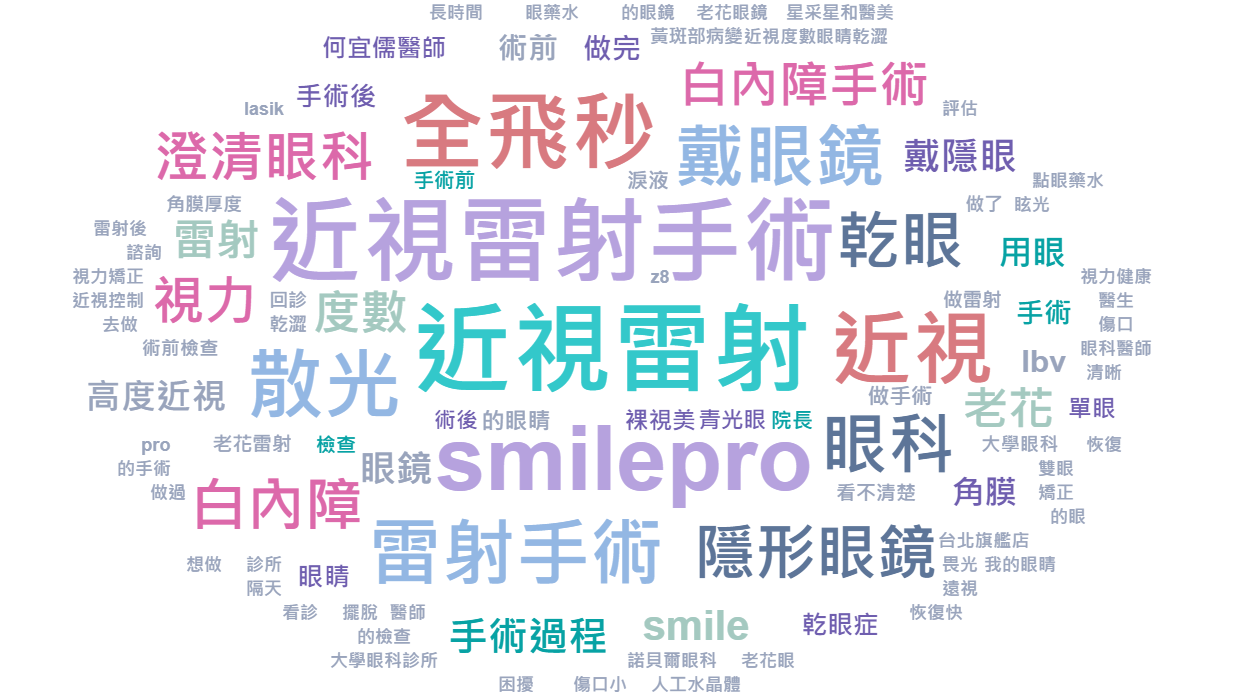 長時間 眼藥水 的眼鏡 老花眼鏡 星采星和醫美
何宜儒醫師 術前 做完 黃斑部病變 近視度數 眼睛乾澀
lasik 手術後 全飛秒 白內障手術 評估
澄清眼科 戴眼鏡 戴隱眼
手術前 淚液 點眼藥水
角膜厚度 近視雷射手術 乾眼 做了 眩光
雷射後 雷射 用眼
諮詢
視力矯正 視力 z8 視力健康
近視控制 回診 度數 做雷射 手術 醫生
去做 乾澀 近視雷射 近視 傷口
術前檢查 散光 lbv 眼科醫師
清晰
高度近視 做手術 老花 單眼
術後 的眼睛 裸視美 青光眼 院長
pro 老花雷射 檢查 眼鏡 smilepro 眼科 大學眼科 恢復
的手術 雙眼
做過 白內障 看不清楚 角膜 矯正
的眼
雷射手術 隱形眼鏡 台北旗艦店
想做 診所 眼睛 畏光 我的眼睛
隔天 遠視
看診 擺脫 醫師 手術過程 smile 乾眼症 恢復快
的檢查
大學眼科診所 諾貝爾眼科 老花眼
困擾 傷口小 人工水晶體